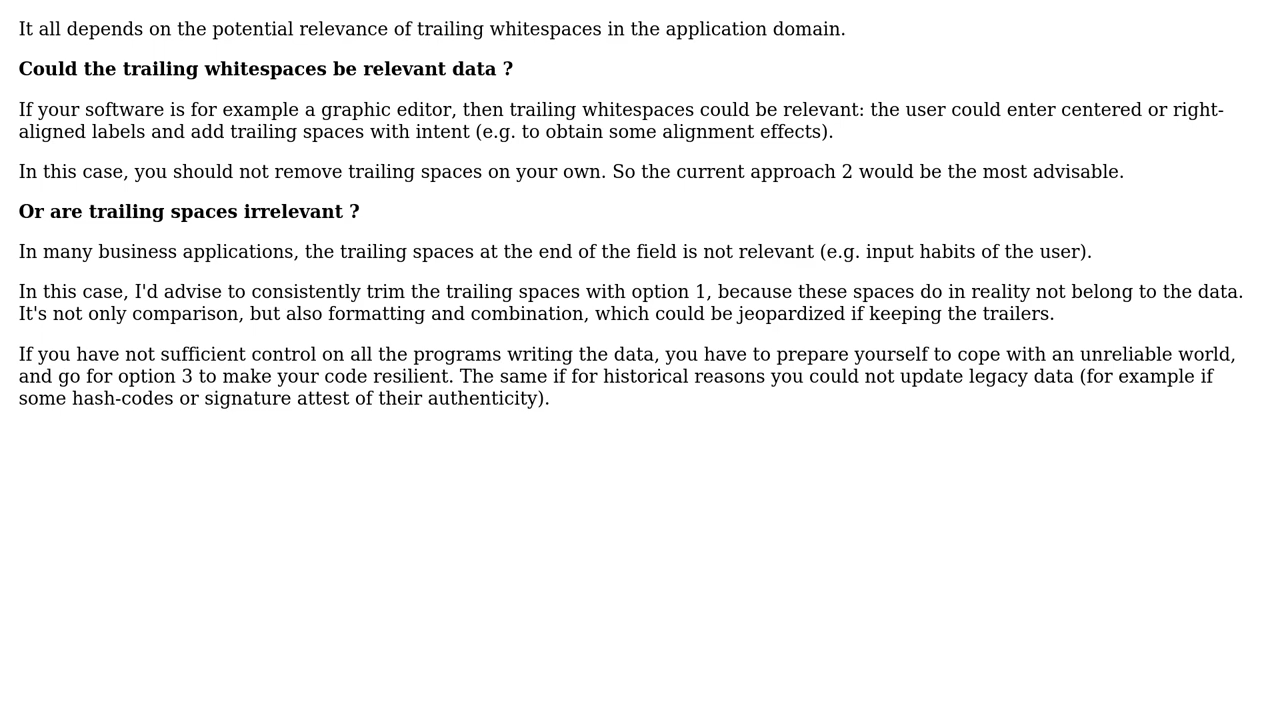 It all depends on the potential relevance of trailing whitespaces in the application domain.
Could the trailing whitespaces be relevant data ?
If your software is for example a graphic editor, then trailing whitespaces could be relevant: the user could enter centered or right-
aligned labels and add trailing spaces with intent (e.g. to obtain some alignment effects).
In this case, you should not remove trailing spaces on your own. So the current approach 2 would be the most advisable.
Or are trailing spaces irrelevant ?
In many business applications, the trailing spaces at the end of the field is not relevant (e.g. input habits of the user).
In this case, I'd advise to consistently trim the trailing spaces with option 1, because these spaces do in reality not belong to the data.
It's not only comparison, but also formatting and combination, which could be jeopardized if keeping the trailers.
If you have not sufficient control on all the programs writing the data, you have to prepare yourself to cope with an unreliable world,
and go for option 3 to make your code resilient. The same if for historical reasons you could not update legacy data (for example if
some hash-codes or signature attest of their authenticity).